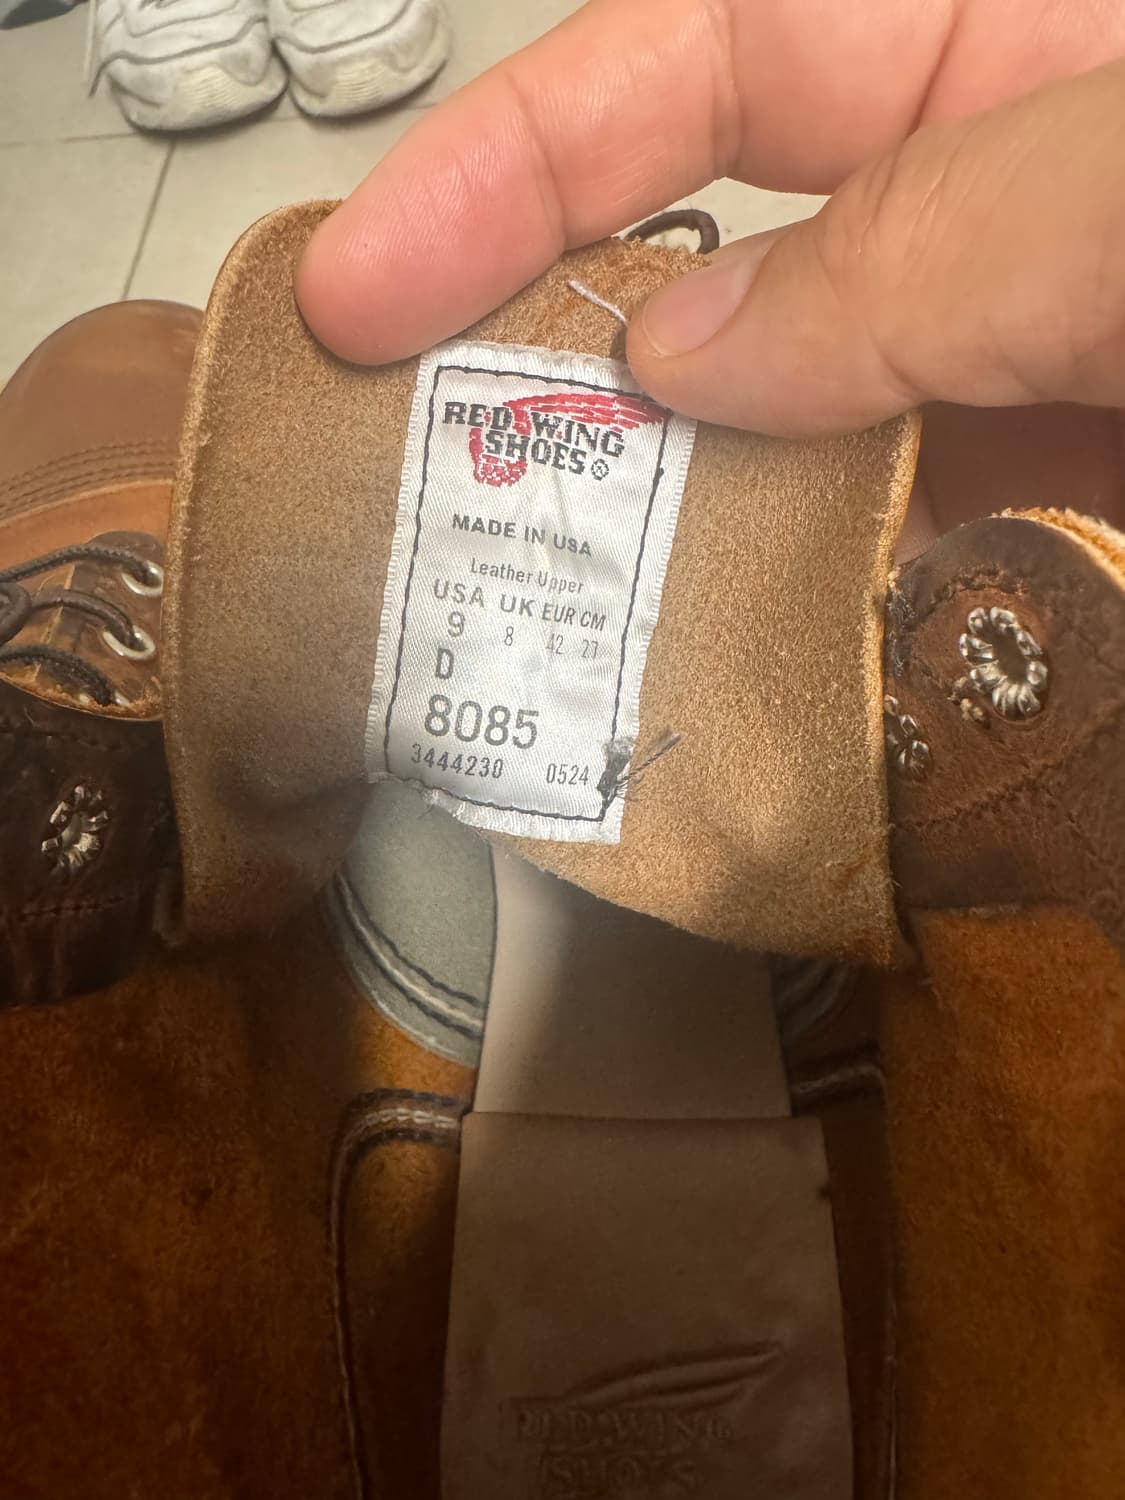 RED WING
SHOES®
MADE IN USA
Leather Upper
USA UK EUR CM
9 8 42 27
D
8085
3444230 0524
RED WING
SHOES